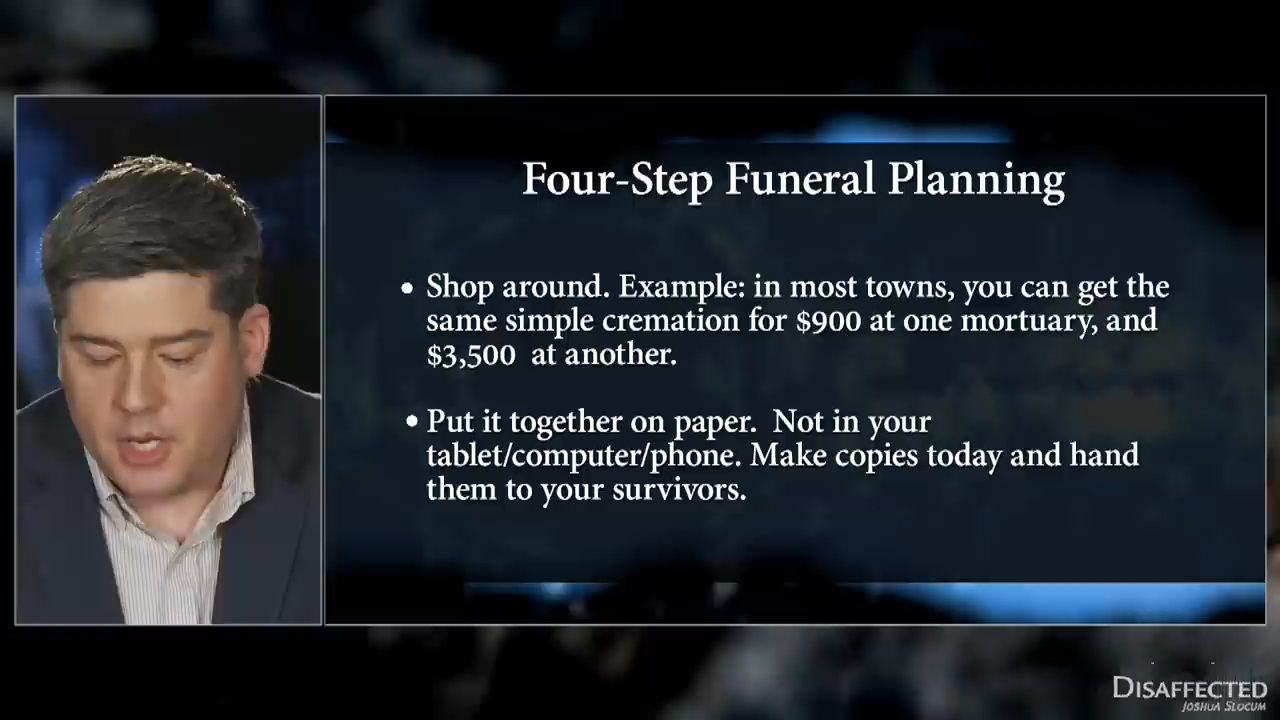 Four-Step Funeral Planning
• Shop around. Example: in most towns, you can get the
same simple cremation for $900 at one mortuary, and
$3,500  at another.
• Put it together on paper.  Not in your
tablet/computer/phone. Make copies today and hand
them to your survivors.
DISAFFECTED
JOSHUA SLOCUM